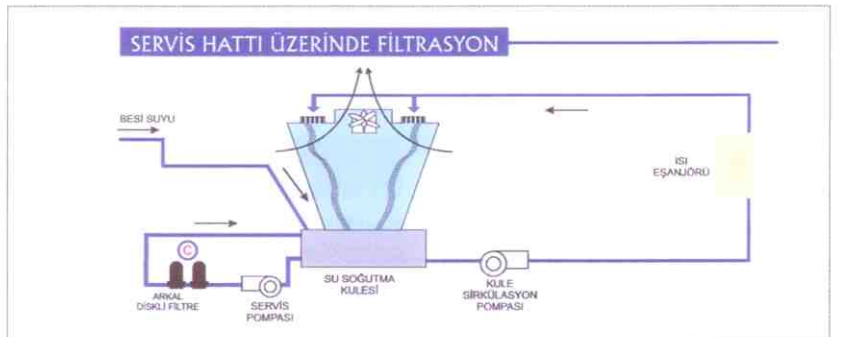 SERVİS HATTI ÜZERİNDE FİLTRASYON
BESİ SUYU
ISI
EŞANJÖRÜ
C
ARKAL
DİSKLİ FİLTRE
SERVİS
POMPASI
SU SOĞUTMA
KULESİ
KULE
SİRKÜLASYON
POMPASI